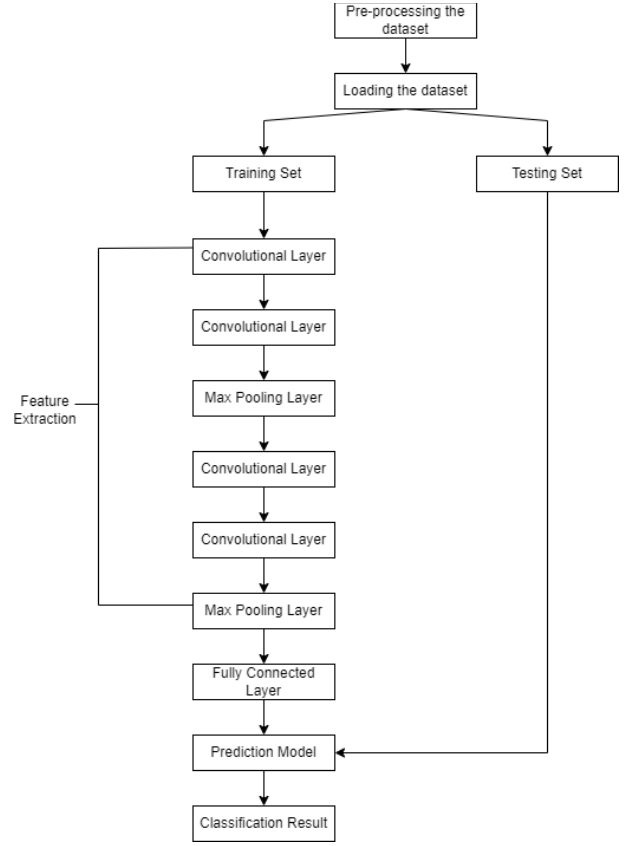 Pre-processing the
dataset
Loading the dataset
Training Set
Testing Set
Convolutional Layer
Convolutional Layer
Max Pooling Layer
Feature
Extraction
Convolutional Layer
Convolutional Layer
Max Pooling Layer
Fully Connected
Layer
Prediction Model
Classification Result